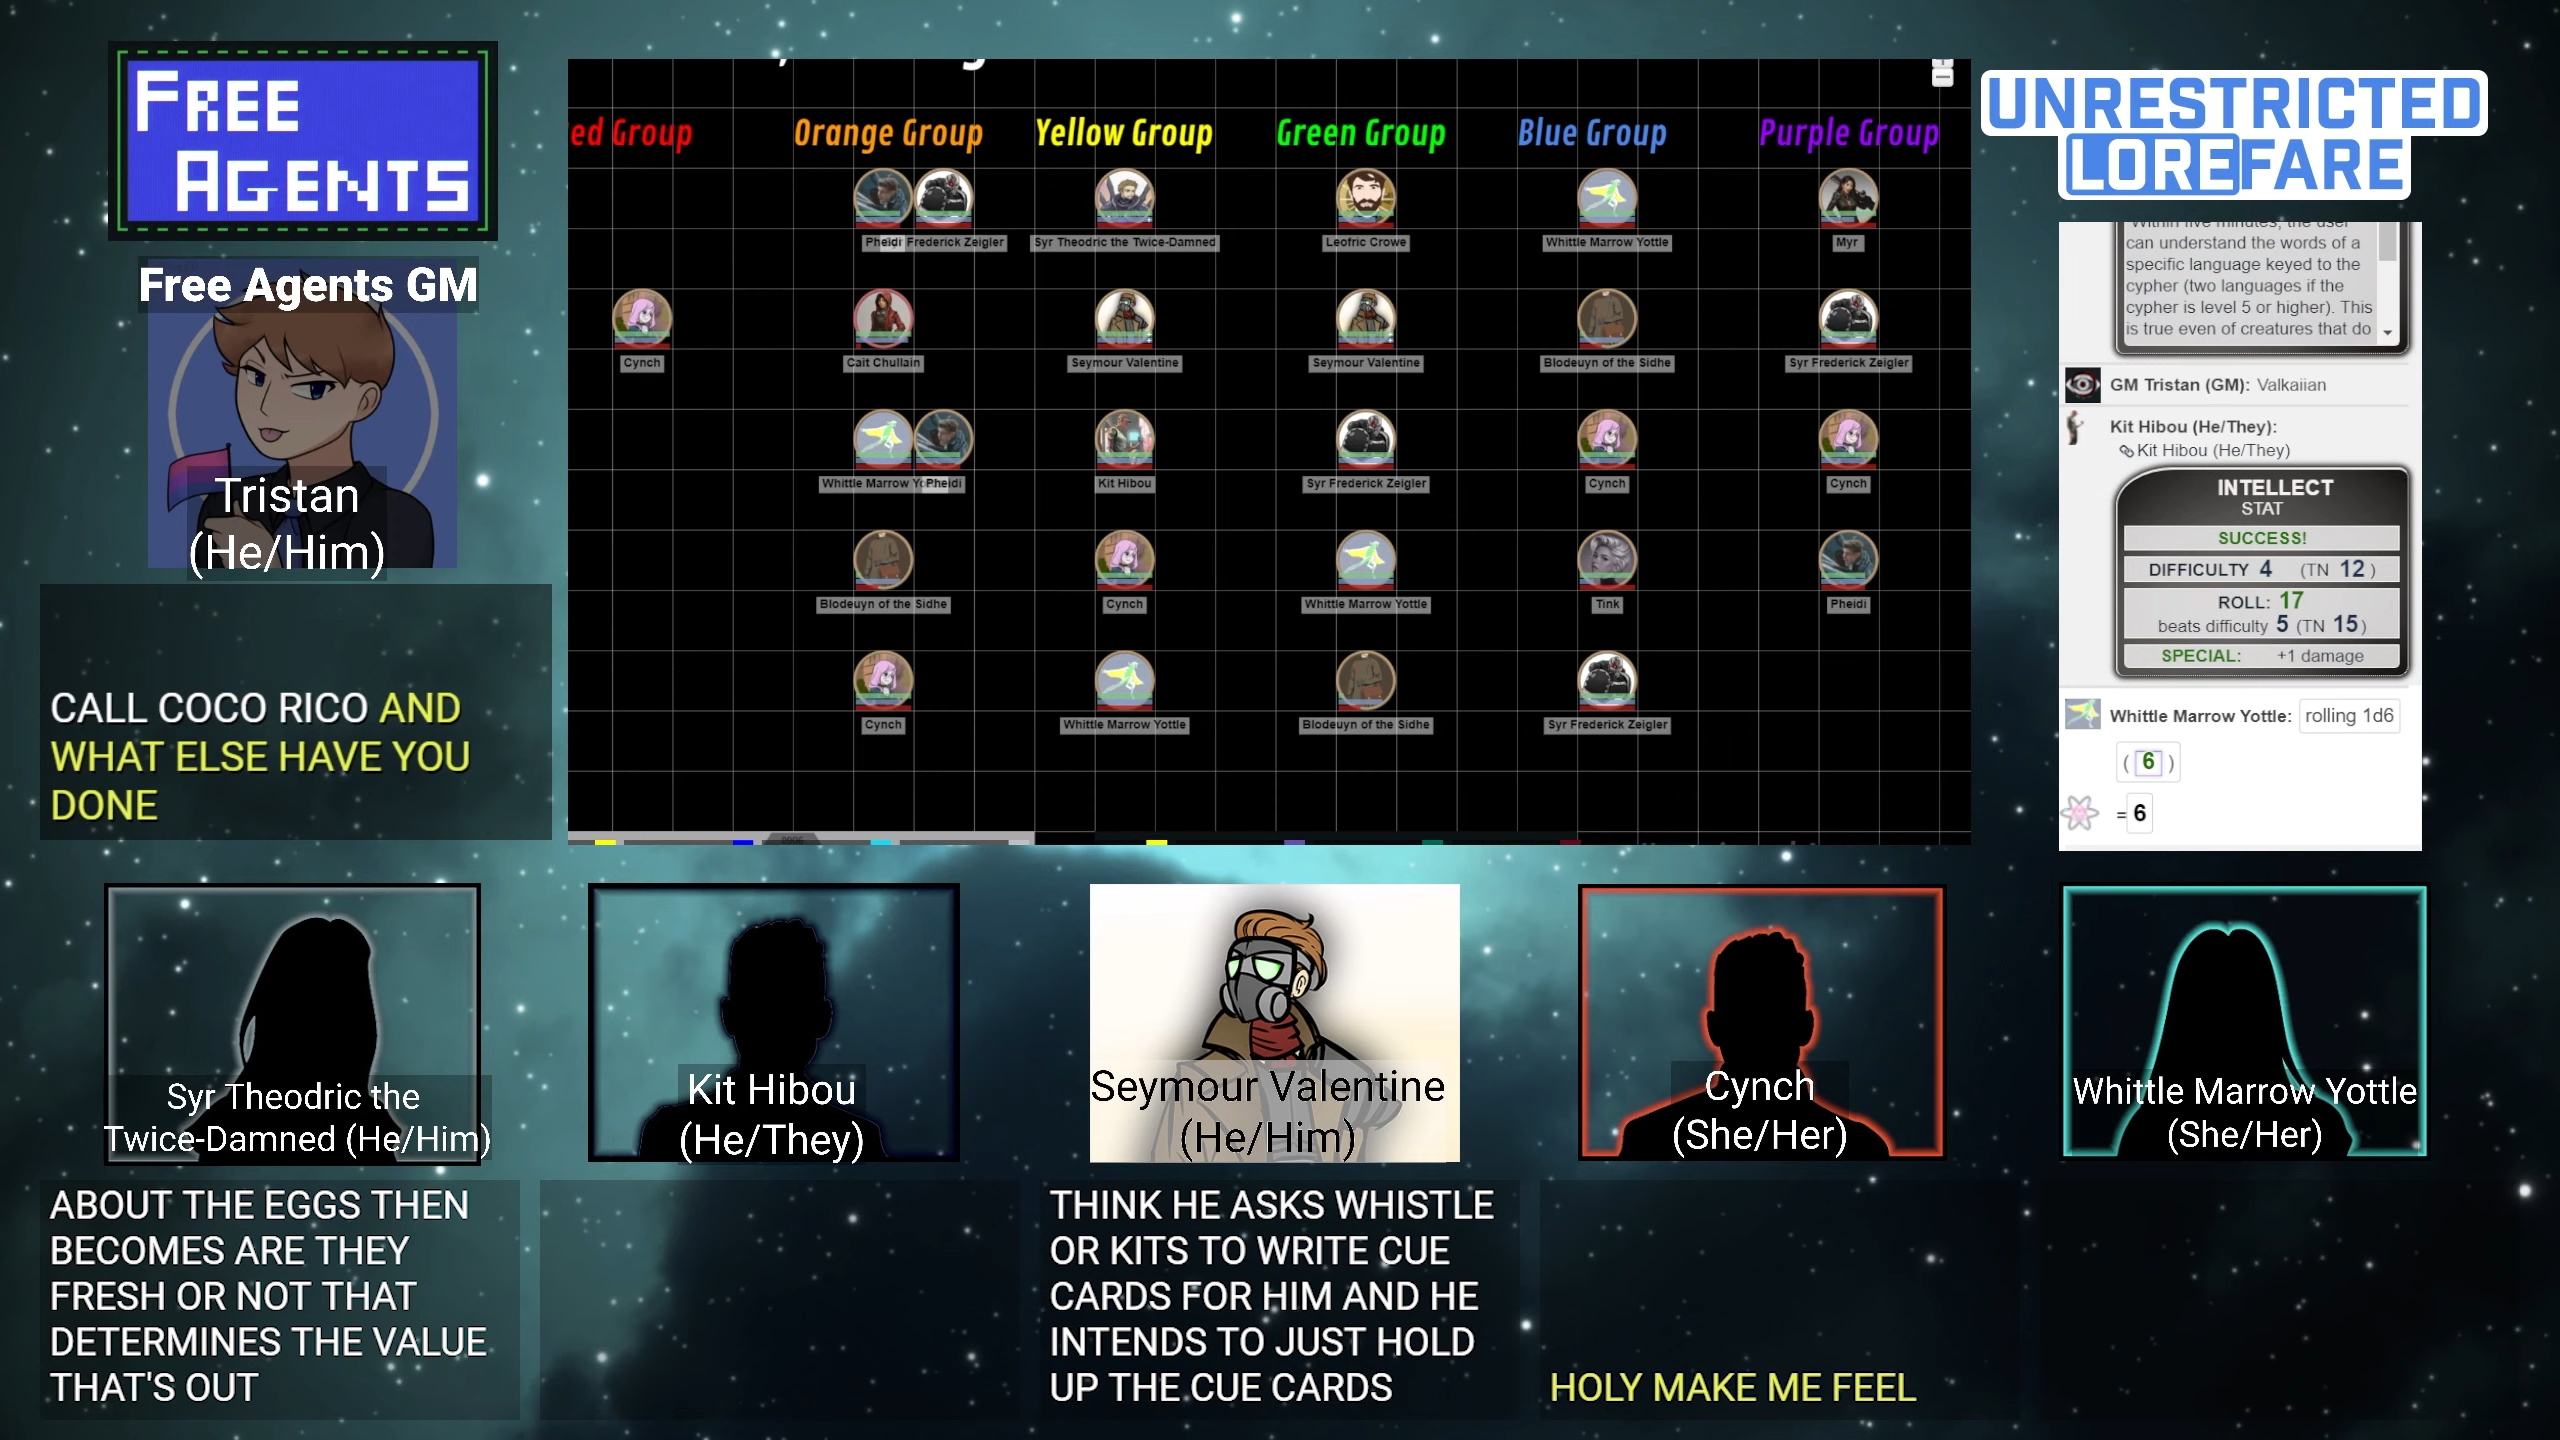 FREE
AGENTS
Free Agents GM
Tristan
(He/Him)
CALL COCO RICO AND
WHAT ELSE HAVE YOU
DONE
ed Group
Orange Group
Yellow Group
Green Group
Blue Group
Purple Group
Pheidi
Frederick Zeigler
Syr Theodric the Twice-Damned
Leofric Crowe
Whittle Marrow Yottle
Myr
Cynch
Cait Chullain
Seymour Valentine
Seymour Valentine
Blodeuyn of the Sidhe
Syr Frederick Zeigler
Whittle Marrow Yo
Pheidi
Kit Hibou
Syr Frederick Zeigler
Cynch
Cynch
Blodeuyn of the Sidhe
Cynch
Whittle Marrow Yottle
Tink
Pheidi
Cynch
Whittle Marrow Yottle
Blodeuyn of the Sidhe
Syr Frederick Zeigler
UNRESTRICTED
LOREFARE
Within five minutes, the user
can understand the words of a
specific language keyed to the
cypher (two languages if the
cypher is level 5 or higher). This
is true even of creatures that do
GM Tristan (GM): Valkaiian
Kit Hibou (He/They):
Kit Hibou (He/They)
INTELLECT
STAT
SUCCESS!
DIFFICULTY 4 (TN 12 )
ROLL: 17
beats difficulty 5 (TN 15)
SPECIAL: +1 damage
Whittle Marrow Yottle: rolling 1d6
( 6 )
= 6
Syr Theodric the
Twice-Damned (He/Him)
Kit Hibou
(He/They)
Seymour Valentine
(He/Him)
Cynch
(She/Her)
Whittle Marrow Yottle
(She/Her)
ABOUT THE EGGS THEN
BECOMES ARE THEY
FRESH OR NOT THAT
DETERMINES THE VALUE
THAT'S OUT
THINK HE ASKS WHISTLE
OR KITS TO WRITE CUE
CARDS FOR HIM AND HE
INTENDS TO JUST HOLD
UP THE CUE CARDS
HOLY MAKE ME FEEL